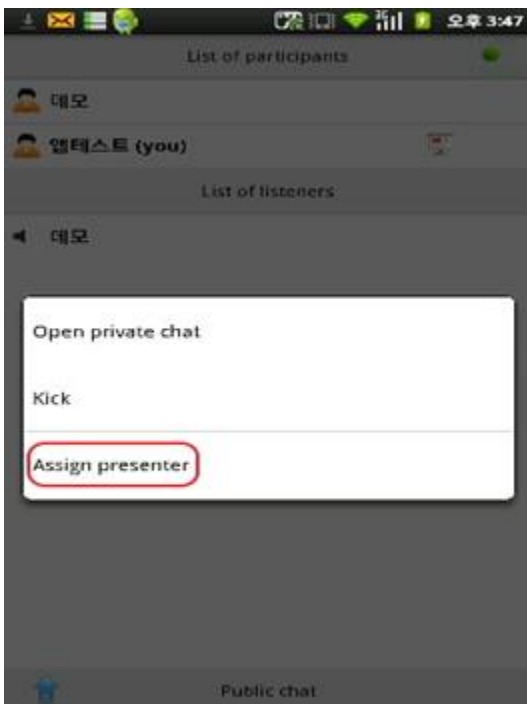 오후 3:47
List of participants
데모
앱테스트 (you)
List of listeners
데모
Open private chat
Kick
Assign presenter
Public chat